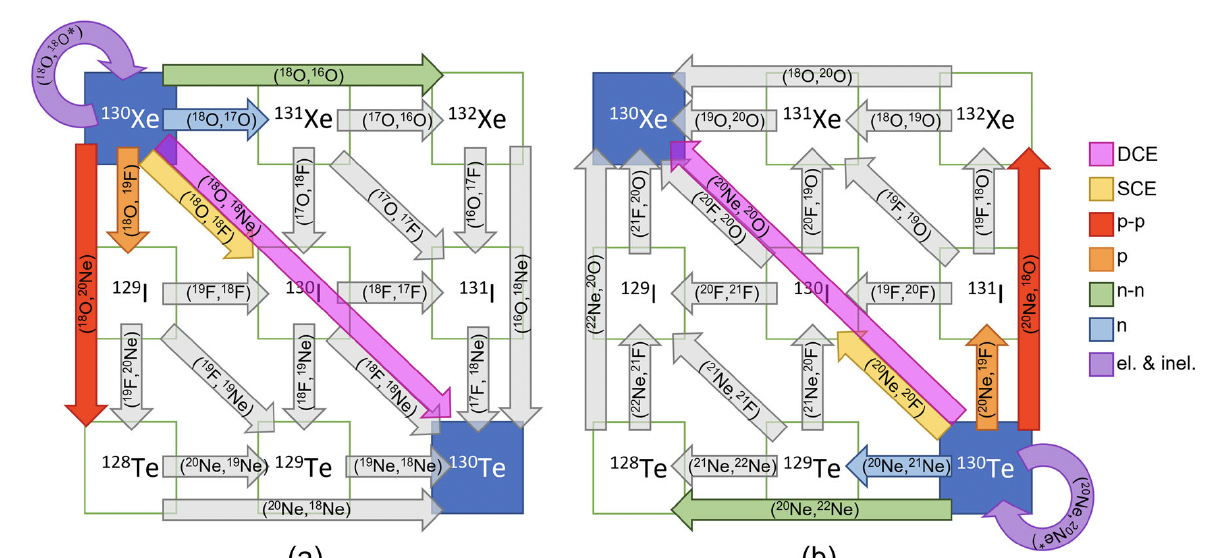 (¹⁸O,¹⁸O*)
(¹⁸O,¹⁶O)
¹³⁰Xe
(¹⁸O,¹⁷O)
¹³¹Xe
(¹⁷O,¹⁶O)
¹³²Xe
(¹⁸O,²⁰Ne)
(¹⁸O, ¹⁹F)
(¹⁸O, ¹⁸F)
(¹⁸O, ¹⁸Ne)
(¹⁷O,¹⁸F)
(¹⁷O,¹⁷F)
(¹⁶O,¹⁷F)
(¹⁶O,¹⁸Ne)
¹²⁹I
(¹⁹F,¹⁸F)
¹³⁰I
(¹⁸F,¹⁷F)
¹³¹I
(¹⁹F,²⁰Ne)
(¹⁹F,¹⁹Ne)
(¹⁸F,¹⁹Ne)
(¹⁸F,¹⁸Ne)
(¹⁷F,¹⁸Ne)
¹²⁸Te
(²⁰Ne,¹⁹Ne)
¹²⁹Te
(¹⁹Ne,¹⁸Ne)
¹³⁰Te
(²⁰Ne,¹⁸Ne)
(a)
(¹⁸O,²⁰O)
¹³⁰Xe
(¹⁹O,²⁰O)
¹³¹Xe
(¹⁸O,¹⁹O)
¹³²Xe
(²²Ne,²⁰O)
(²¹F,²⁰O)
(²⁰F,²⁰O)
(²⁰Ne, ²⁰O)
(²⁰F,¹⁹O)
(¹⁹F,¹⁹O)
(¹⁹F,¹⁸O)
(²⁰Ne,¹⁸O)
¹²⁹I
(²⁰F,²¹F)
¹³⁰I
(¹⁹F,²⁰F)
¹³¹I
(²²Ne,²¹F)
(²¹Ne,²¹F)
(²¹Ne,²⁰F)
(²⁰Ne,²⁰F)
(²⁰Ne,¹⁹F)
¹²⁸Te
(²¹Ne,²²Ne)
¹²⁹Te
(²⁰Ne,²¹Ne)
¹³⁰Te
(²⁰Ne,²²Ne)
(²⁰Ne, ²⁰Ne*)
(b)
DCE
SCE
p-p
p
n-n
n
el. & inel.